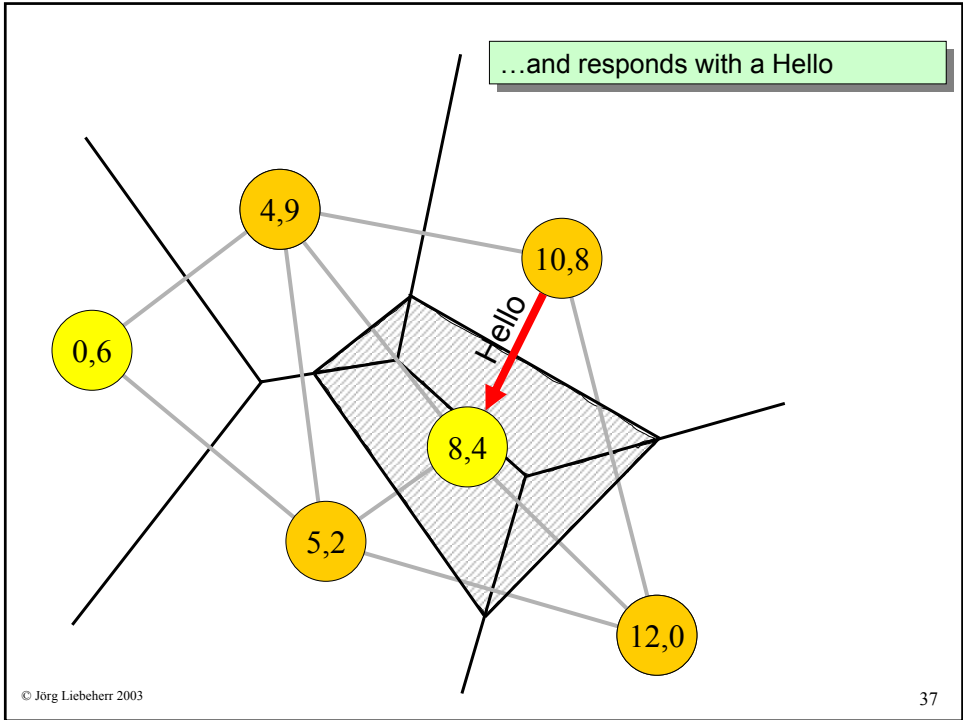 …and responds with a Hello
4,9
10,8
Hello
0,6
8,4
5,2
12,0
© Jörg Liebeherr 2003
37